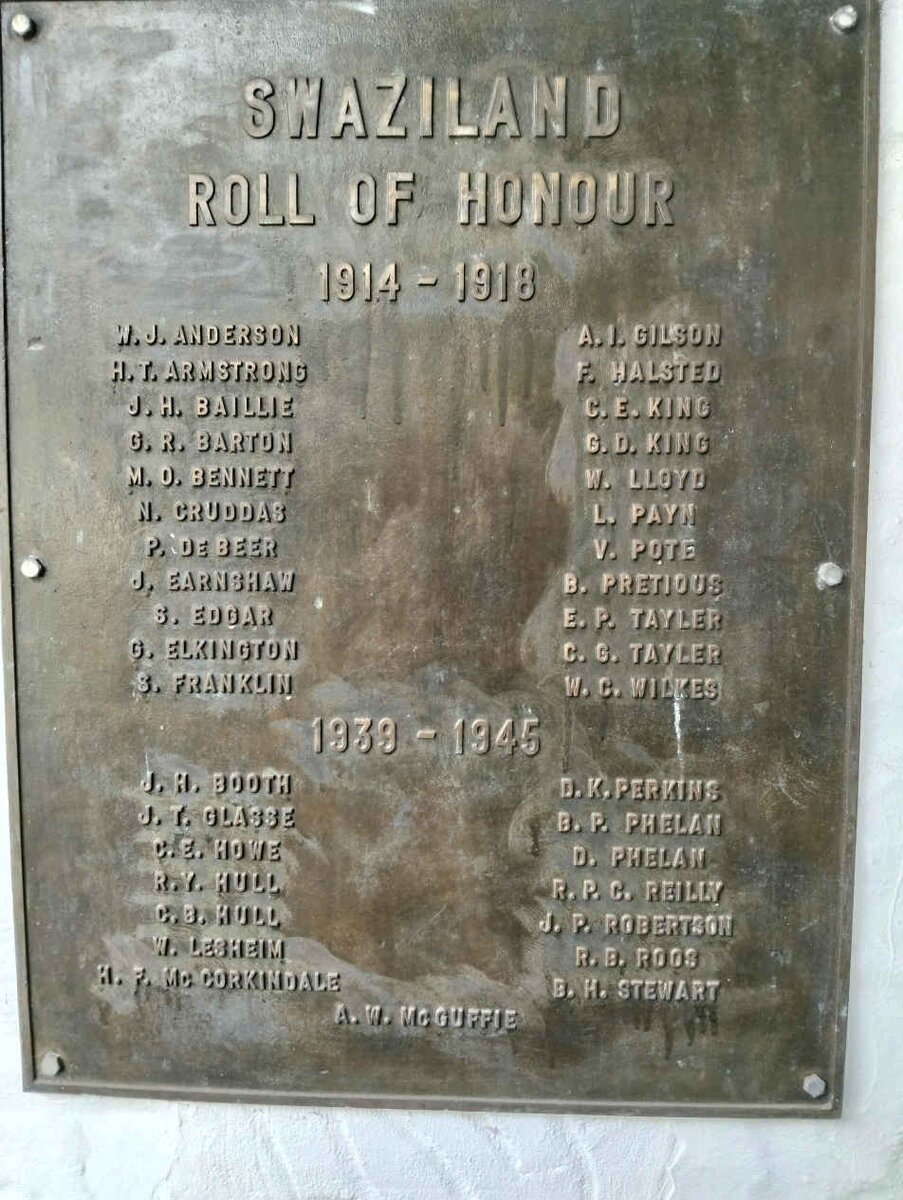 SWAZILAND
ROLL OF HONOUR
1914 - 1918
W. J. ANDERSON
H. T. ARMSTRONG
J. H. BAILLIE
G. R. BARTON
M. O. BENNETT
N. CRUDDAS
P. DE BEER
J. EARNSHAW
S. EDGAR
G. ELKINGTON
S. FRANKLIN
A. I. GILSON
F. HALSTED
C. E. KING
G. D. KING
W. LLOYD
L. PAYN
V. POTE
B. PRETIOUS
E. P. TAYLER
C. G. TAYLER
W. C. WILKES
1939 - 1945
J. H. BOOTH
J. T. GLASSE
C. E. HOWE
R. Y. HULL
C. B. HULL
W. LESHEIM
H. F. Mc CORKINDALE
D. K. PERKINS
B. P. PHELAN
D. PHELAN
R. P. C. REILLY
J. P. ROBERTSON
R. B. ROOS
B. H. STEWART
A. W. McGUFFIE